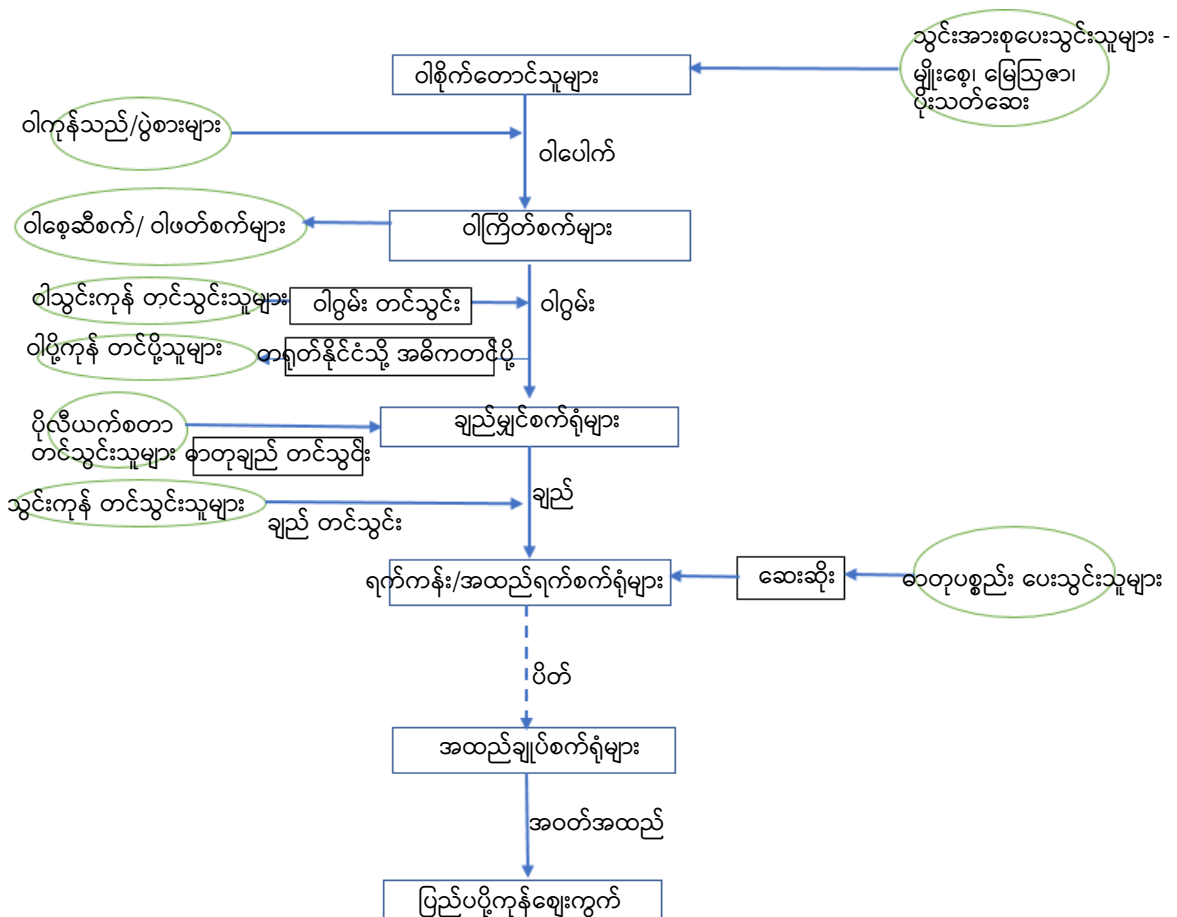 သွင်းအားစုပေးသွင်းသူများ -
မျိုးစေ့၊ မြေဩဇာ၊
ပိုးသတ်ဆေး
ဝါစိုက်တောင်သူများ
ဝါကုန်သည်/ပွဲစားများ
ဝါပေါက်
ဝါစေ့ဆီစက်/ ဝါဖတ်စက်များ
ဝါကြိတ်စက်များ
ဝါသွင်းကုန် တင်သွင်းသူများ
ဝါဂွမ်း တင်သွင်း
ဝါဂွမ်း
ဝါပို့ကုန် တင်ပို့သူများ
တရုတ်နိုင်ငံသို့ အဓိကတင်ပို့
ပိုလီယက်စတာ
တင်သွင်းသူများ
ဓာတုချည် တင်သွင်း
ချည်မျှင်စက်ရုံများ
သွင်းကုန် တင်သွင်းသူများ
ချည် တင်သွင်း
ချည်
ရက်ကန်း/အထည်ရက်စက်ရုံများ
ဆေးဆိုး
ဓာတုပစ္စည်း ပေးသွင်းသူများ
ပိတ်
အထည်ချုပ်စက်ရုံများ
အဝတ်အထည်
ပြည်ပပို့ကုန်ဈေးကွက်